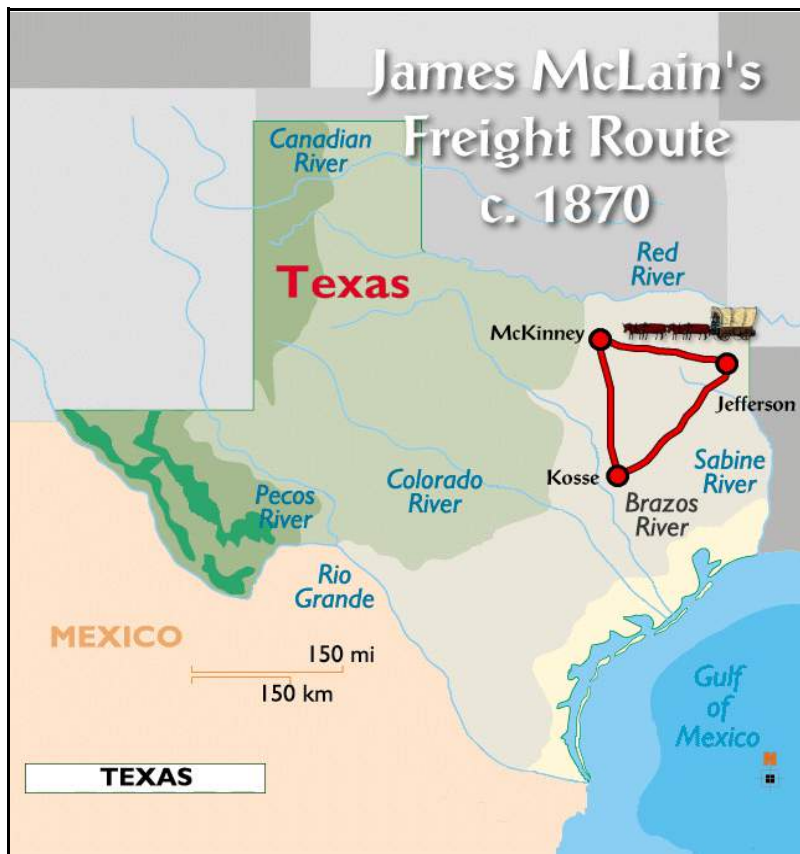 James McLain's
Freight Route
c. 1870
Canadian
River
Red
River
Texas
McKinney
Jefferson
Kosse
Sabine
River
Brazos
River
Colorado
River
Pecos
River
Rio
Grande
MEXICO
150 mi
150 km
Gulf
of
Mexico
N
TEXAS